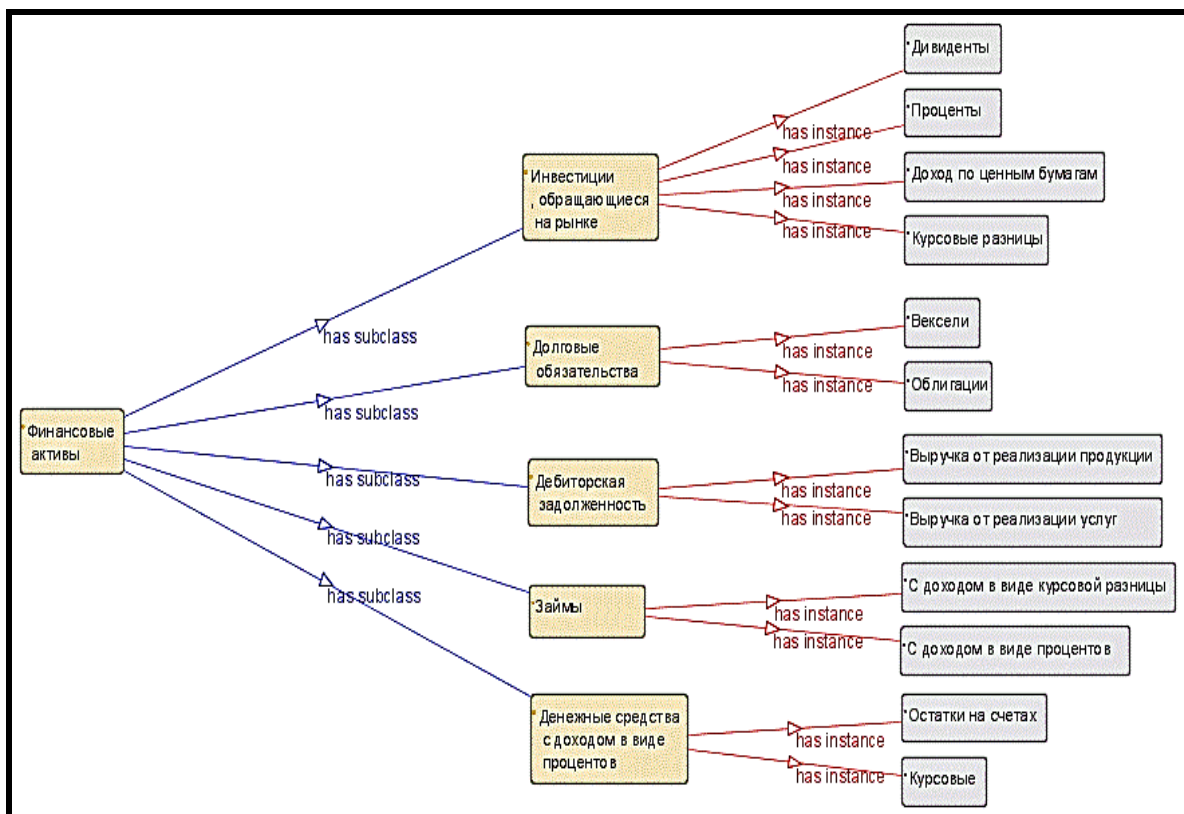 Дивиденты
has instance
Проценты
has instance
Инвестиции
, обращающиеся
на рынке
Доход по ценным бумагам
has instance
Курсовые разницы
has instance
has subclass
Вексели
has instance
Долговые
обязательства
Облигации
has instance
has subclass
Финансовые
активы
Выручка от реализации продукции
has instance
has subclass
Дебиторская
задолженность
Выручка от реализации услуг
has instance
has subclass
С доходом в виде курсовой разницы
has instance
Займы
has subclass
С доходом в виде процентов
has instance
Денежные средства
с доходом в виде
процентов
Остатки на счетах
has instance
Курсовые
has instance